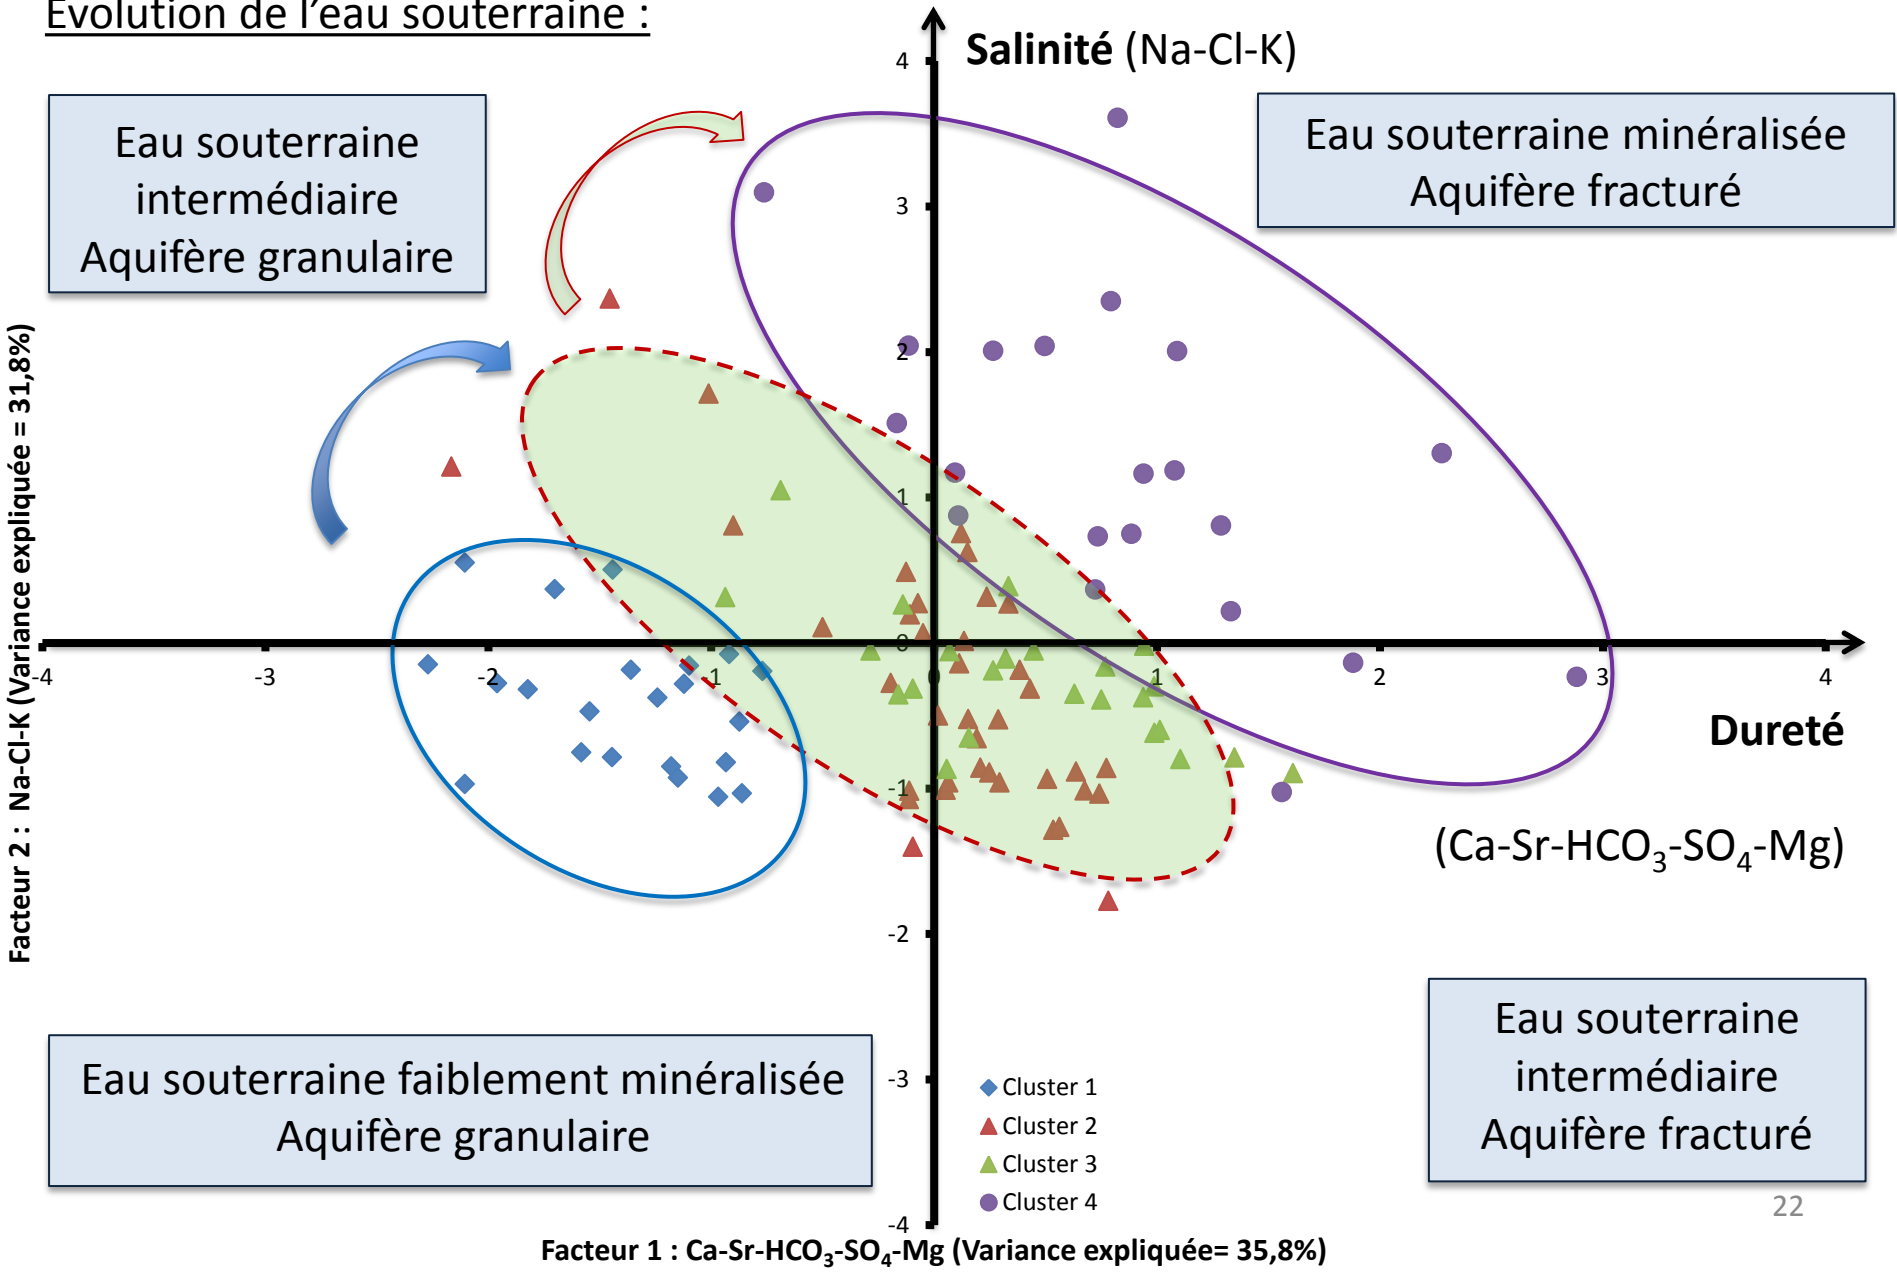 Evolution de l'eau souterraine :
Salinité (Na-Cl-K)
Eau souterraine
intermédiaire
Aquifère granulaire
Eau souterraine minéralisée
Aquifère fracturé
Facteur 2 : Na-Cl-K (Variance expliquée = 31,8%)
4
3
2
1
0
-1
-2
-3
-4
-4
-3
-2
-1
0
1
2
3
4
Dureté
(Ca-Sr-HCO₃-SO₄-Mg)
Eau souterraine faiblement minéralisée
Aquifère granulaire
Cluster 1
Cluster 2
Cluster 3
Cluster 4
Eau souterraine
intermédiaire
Aquifère fracturé
22
Facteur 1 : Ca-Sr-HCO₃-SO₄-Mg (Variance expliquée= 35,8%)